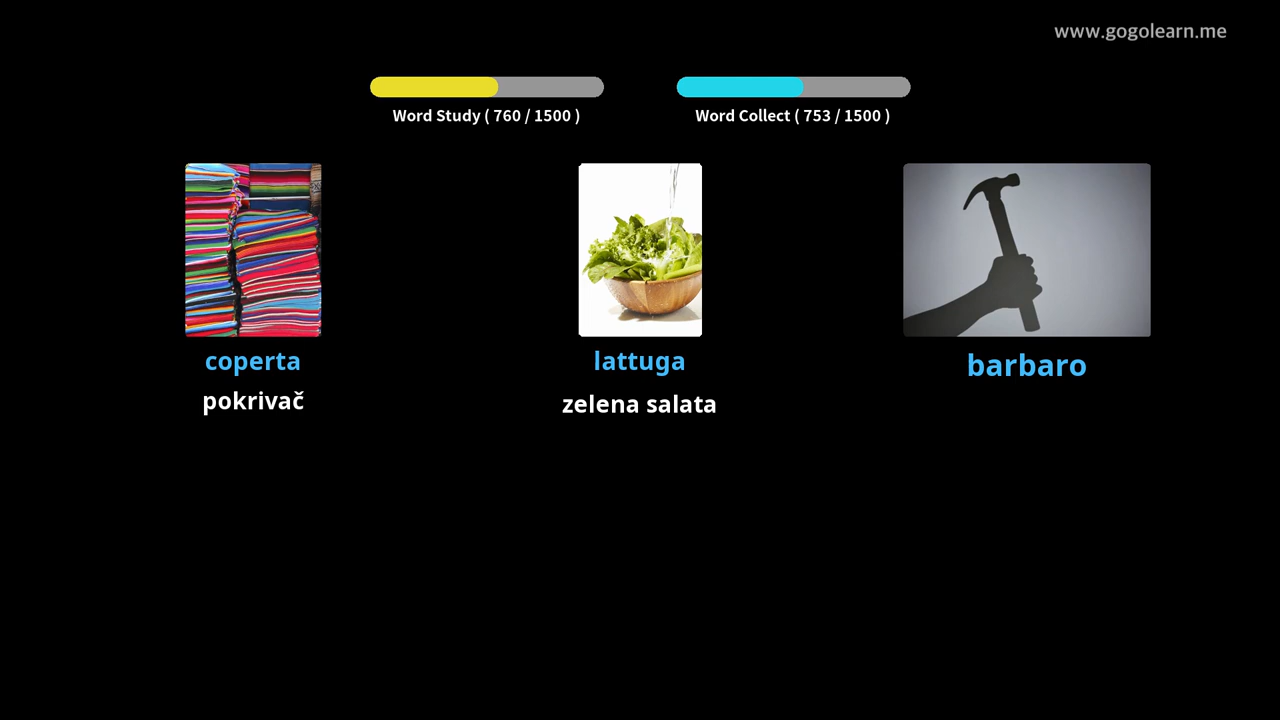 www.gogolearn.me
Word Study ( 760 / 1500 )
Word Collect ( 753 / 1500 )
coperta
pokrivač
lattuga
zelena salata
barbaro